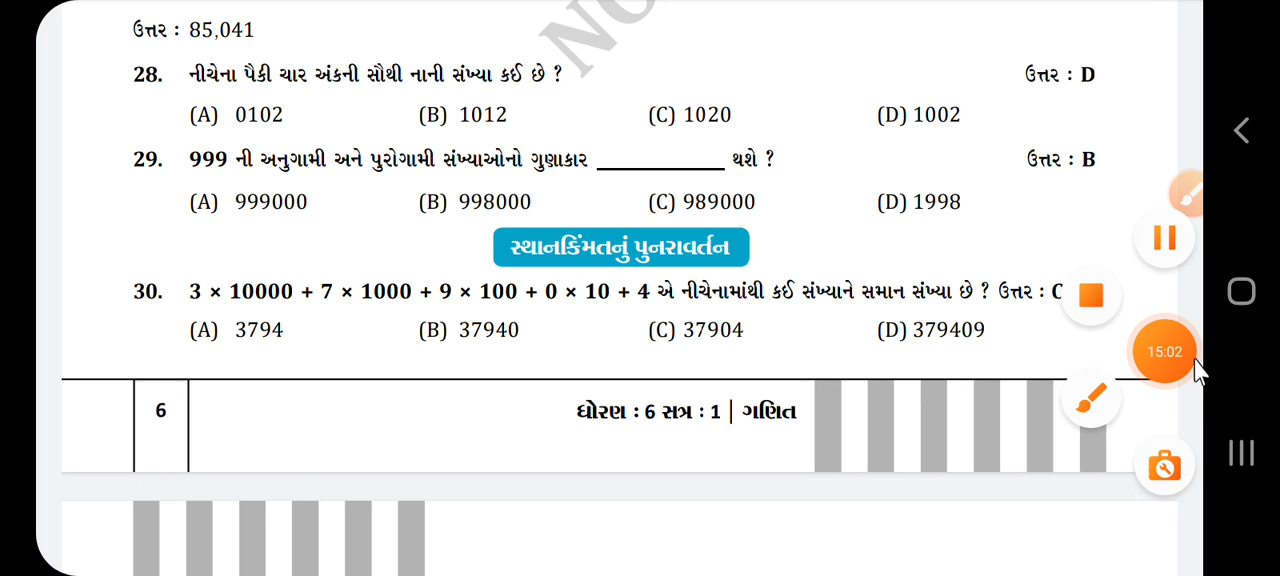 ઉત્તર : 85,041
28. નીચેના પૈકી ચાર અંકની સૌથી નાની સંખ્યા કઈ છે ? ઉત્તર : D
(A) 0102 (B) 1012 (C) 1020 (D) 1002
29. 999 ની અનુગામી અને પુરોગામી સંખ્યાઓનો ગુણાકાર __________ થશે ? ઉત્તર : B
(A) 999000 (B) 998000 (C) 989000 (D) 1998
સ્થાનકિંમતનું પુનરાવર્તન
30. 3 × 10000 + 7 × 1000 + 9 × 100 + 0 × 10 + 4 એ નીચેનામાંથી કઈ સંખ્યાને સમાન સંખ્યા છે ? ઉત્તર :
(A) 3794 (B) 37940 (C) 37904 (D) 379409
15:02
6 ધોરણ : 6 સત્ર : 1 | ગણિત